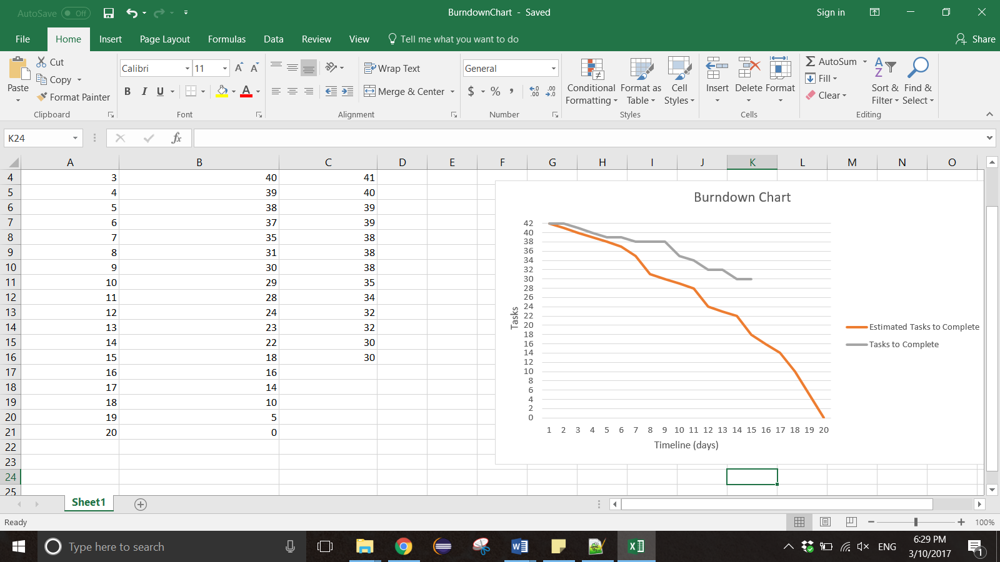 AutoSave Off
BurndownChart - Saved
Sign in
File Home Insert Page Layout Formulas Data Review View Tell me what you want to do Share
Paste
Cut
Copy
Format Painter
Clipboard
Calibri 11
A A
B I U A
Font
Wrap Text
Merge & Center
Alignment
General
$ % ,
Number
Conditional Formatting
Format as Table
Cell Styles
Styles
Insert Delete Format
Cells
AutoSum
Fill
Clear
Sort & Filter
Find & Select
Editing
K24
fx
A B C D E F G H I J K L M N O
4 3 40 41
5 4 39 40
6 5 38 39
7 6 37 39
8 7 35 38
9 8 31 38
10 9 30 38
11 10 29 35
12 11 28 34
13 12 24 32
14 13 23 32
15 14 22 30
16 15 18 30
17 16 16
18 17 14
19 18 10
20 19 5
21 20 0
22
23
24
25
Burndown Chart
42
40
38
36
34
32
30
28
26
24
22
20
18
16
14
12
10
8
6
4
2
0
Tasks
1 2 3 4 5 6 7 8 9 10 11 12 13 14 15 16 17 18 19 20
Timeline (days)
Estimated Tasks to Complete
Tasks to Complete
Sheet1
Ready
100%
Type here to search
ENG
6:29 PM
3/10/2017
1